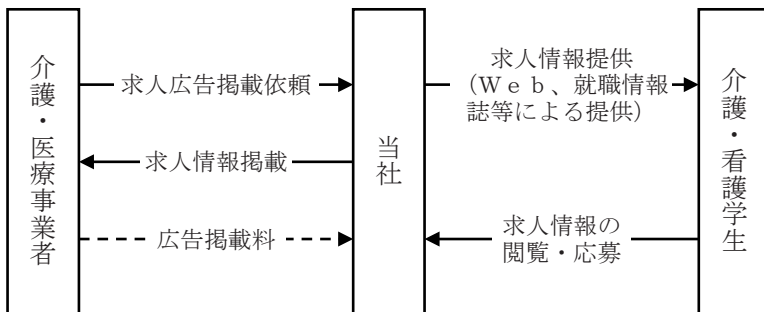 介護・医療事業者
求人広告掲載依頼
求人情報掲載
広告掲載料
当社
求人情報提供
（Ｗｅｂ、就職情報
誌等による提供）
求人情報の
閲覧・応募
介護・看護学生